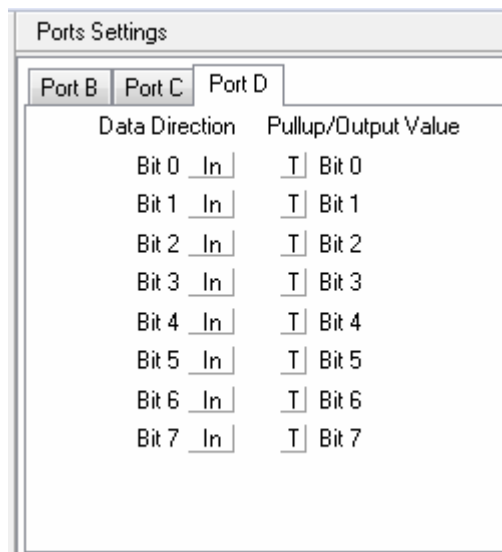 Ports Settings
Port B Port C Port D
Data Direction Pullup/Output Value
Bit 0 In T Bit 0
Bit 1 In T Bit 1
Bit 2 In T Bit 2
Bit 3 In T Bit 3
Bit 4 In T Bit 4
Bit 5 In T Bit 5
Bit 6 In T Bit 6
Bit 7 In T Bit 7